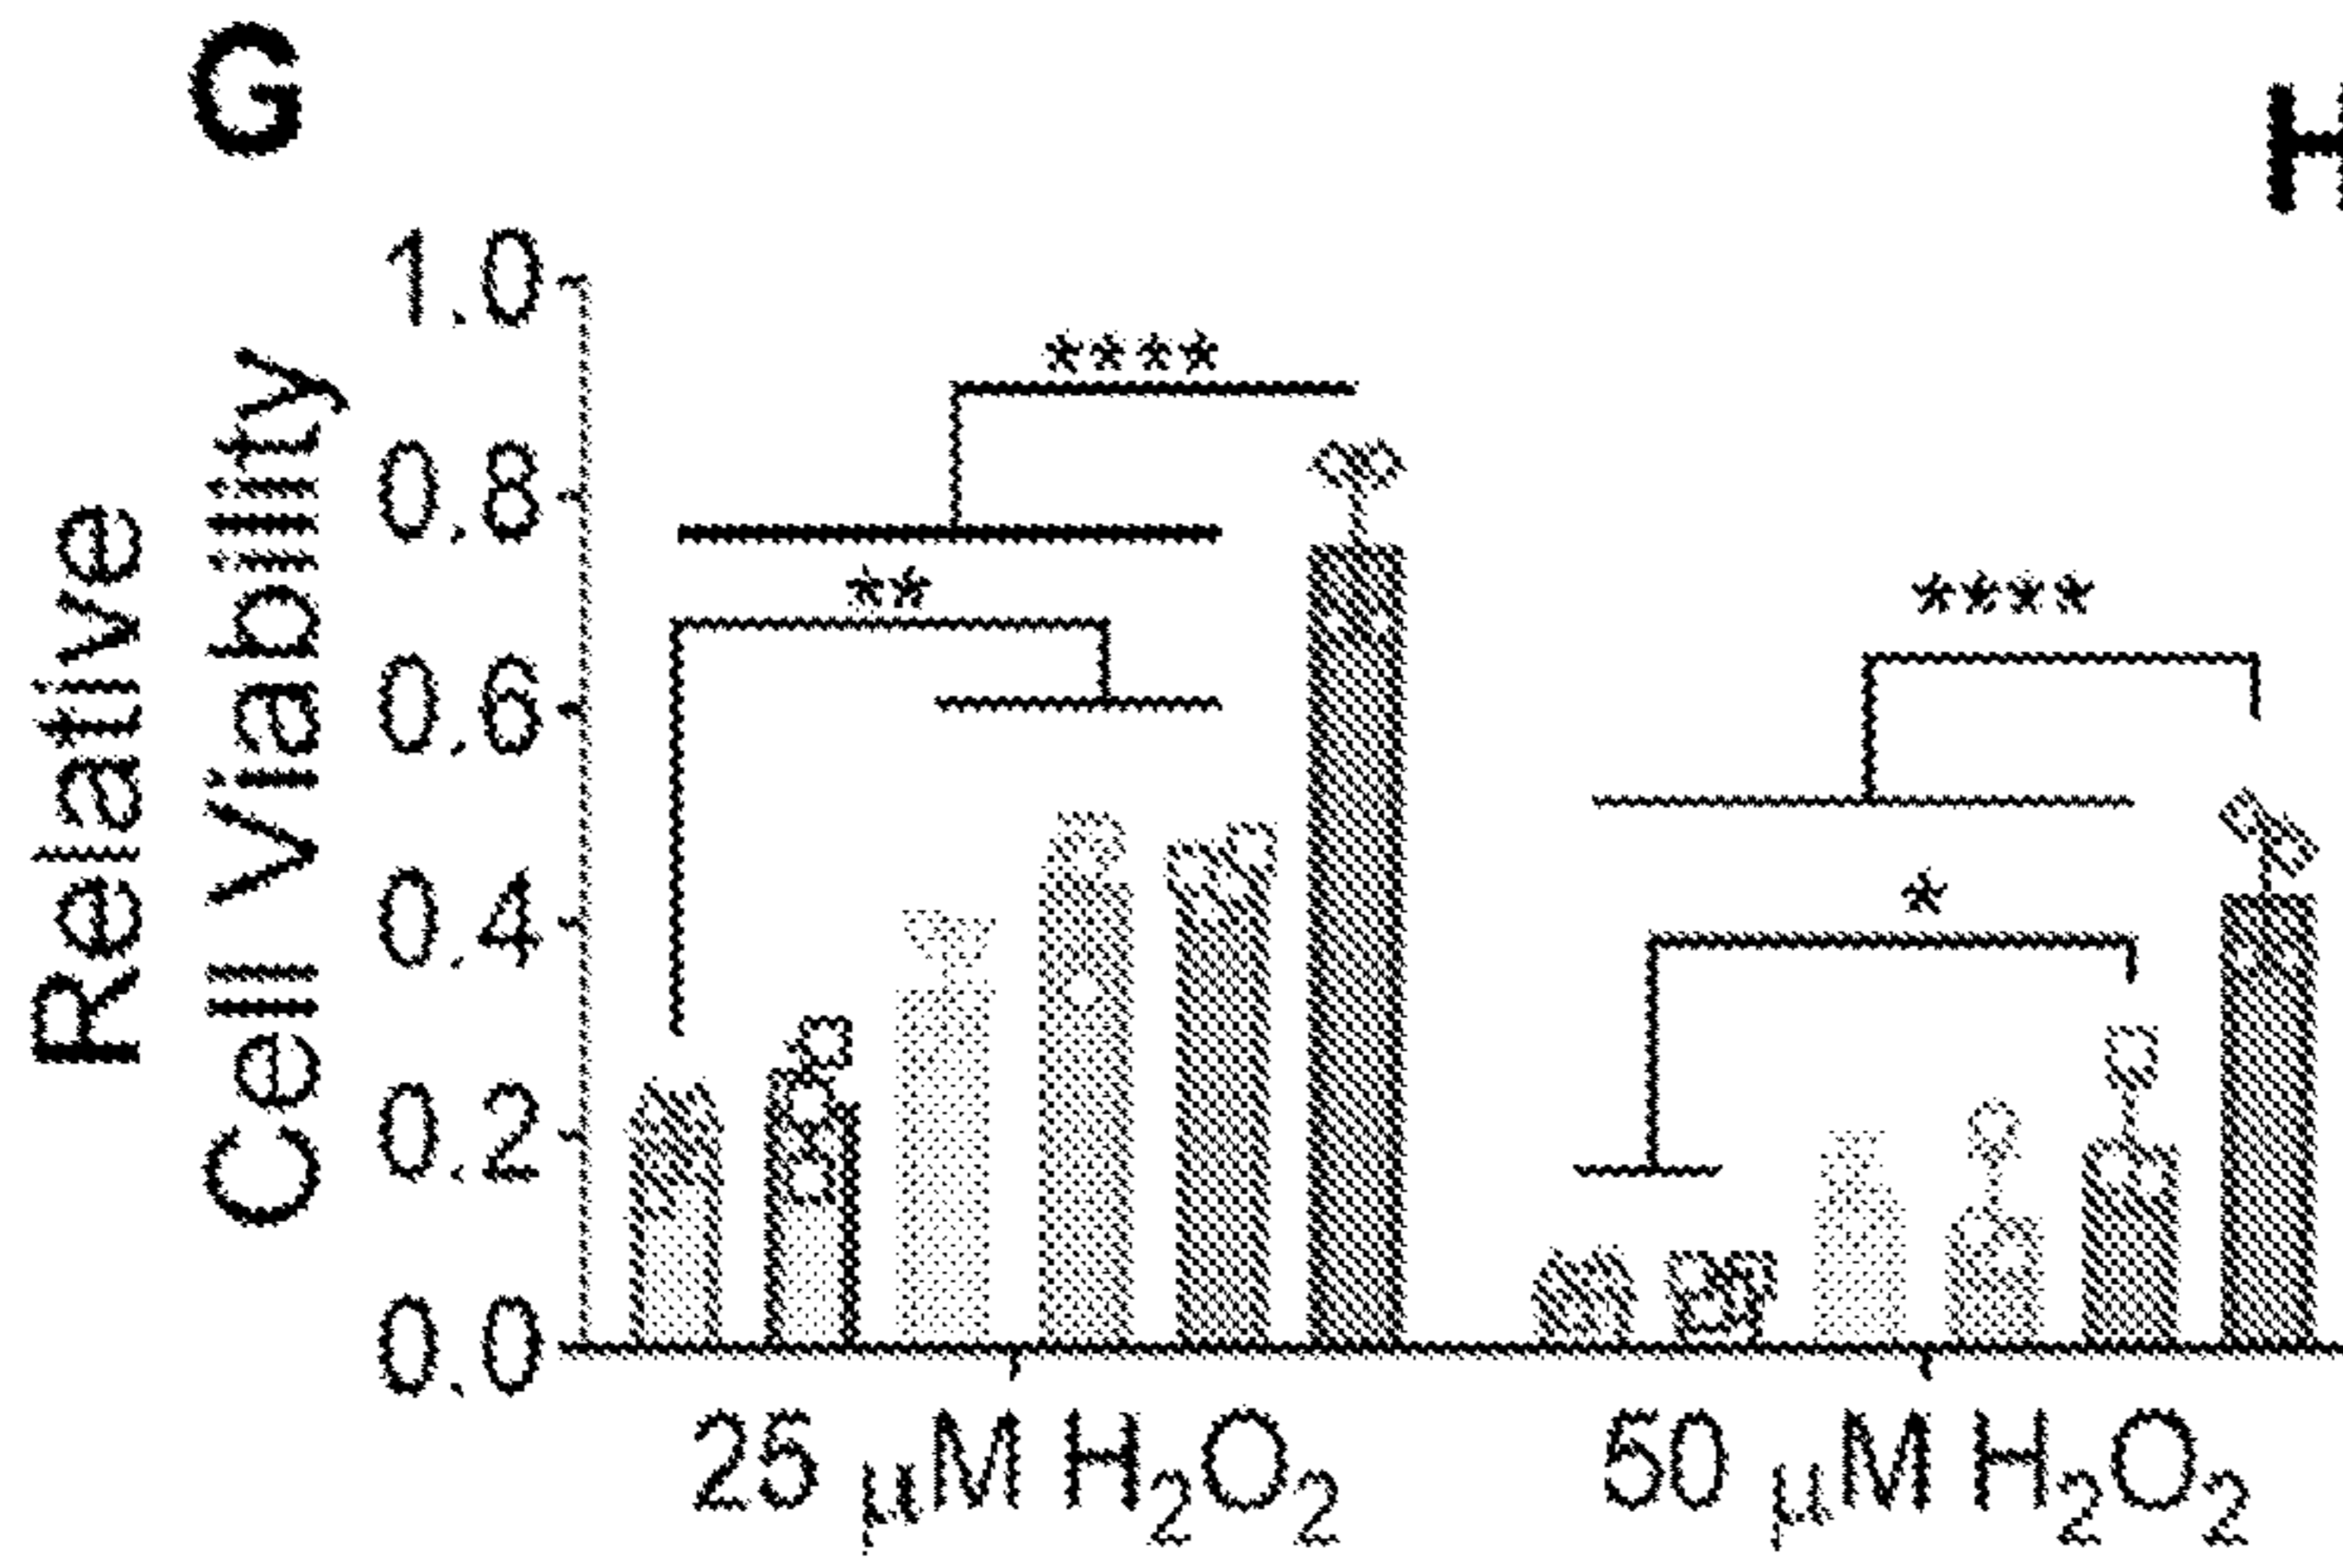 G
H
Relative
Cell Viability
1.0
0.8
0.6
0.4
0.2
0.0
****
**
****
*
25 µM H₂O₂
50 µM H₂O₂